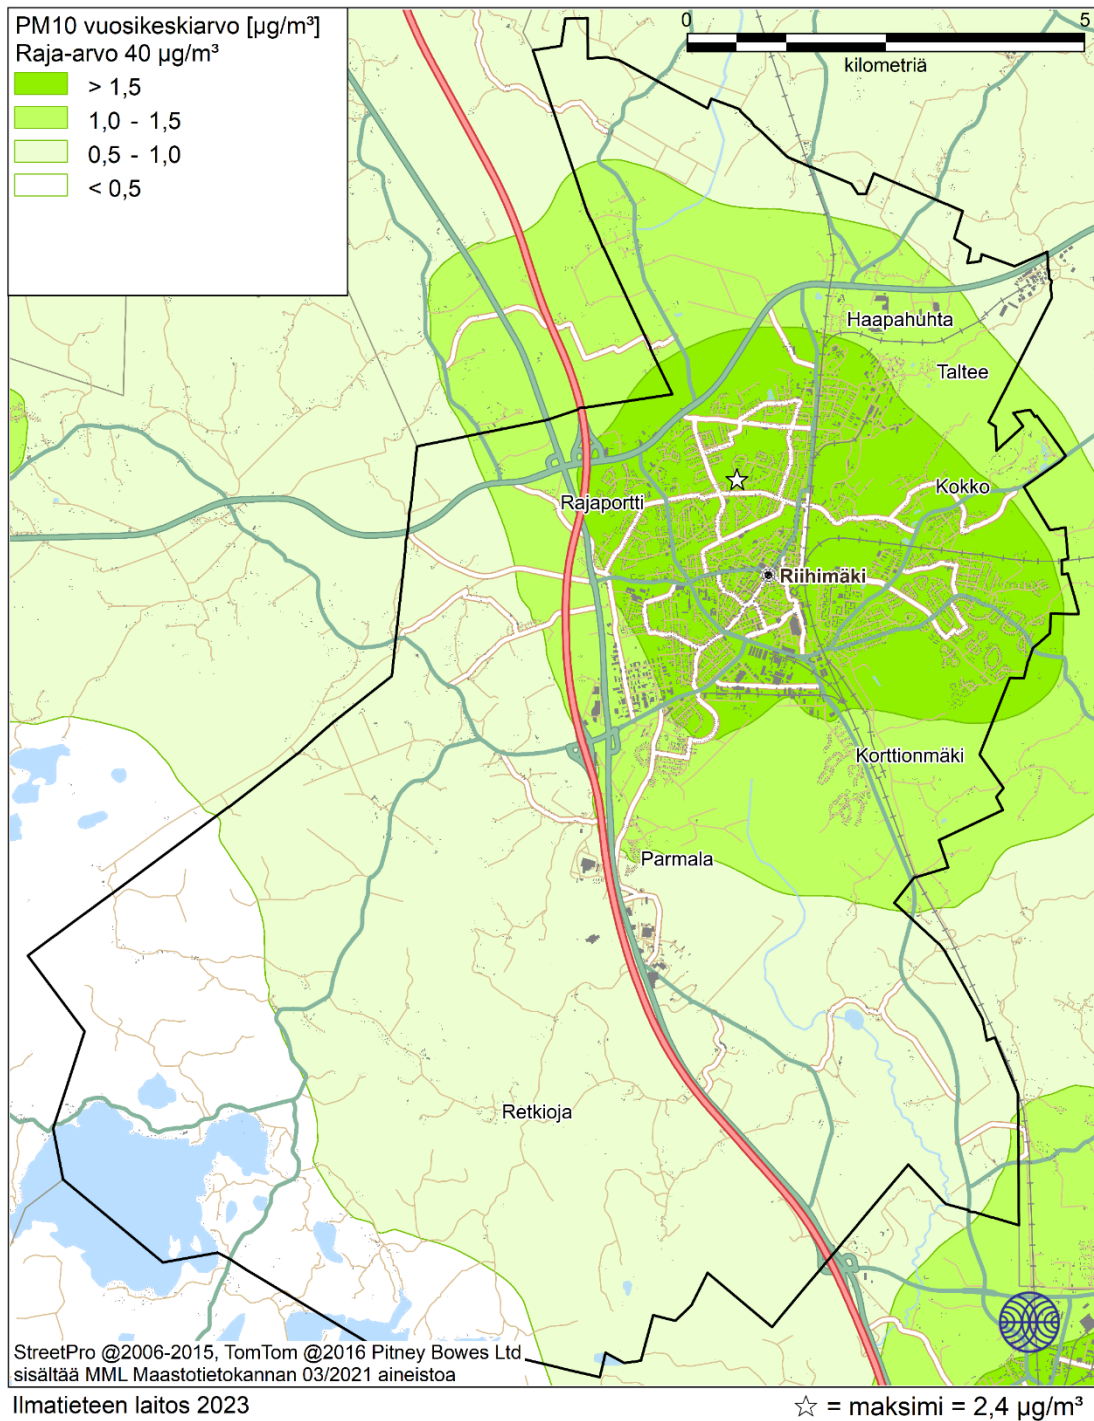 PM10 vuosikeskiarvo [µg/m³]
Raja-arvo 40 µg/m³
> 1,5
1,0 - 1,5
0,5 - 1,0
< 0,5
0 5
kilometriä
Haapahuhta
Taltee
Kokko
Rajaportti
Riihimäki
Korttionmäki
Parmala
Retkioja
StreetPro @2006-2015, TomTom @2016 Pitney Bowes Ltd
sisältää MML Maastotietokannan 03/2021 aineistoa
Ilmatieteen laitos 2023
☆ = maksimi = 2,4 µg/m³